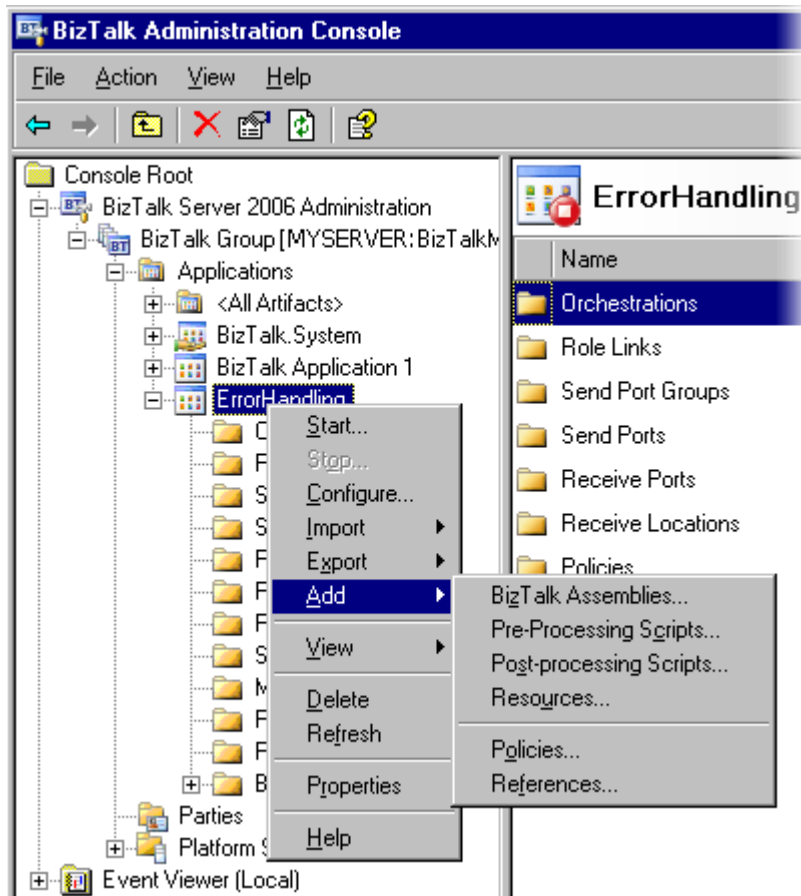 BizTalk Administration Console
File Action View Help
Console Root
BizTalk Server 2006 Administration
BizTalk Group [MYSERVER:BizTalkM
Applications
<All Artifacts>
BizTalk.System
BizTalk Application 1
ErrorHandling
Parties
Platform S
Event Viewer (Local)
Start...
Stop...
Configure...
Import
Export
Add
View
Delete
Refresh
Properties
Help
BizTalk Assemblies...
Pre-Processing Scripts...
Post-processing Scripts...
Resources...
Policies...
References...
ErrorHandling
Name
Orchestrations
Role Links
Send Port Groups
Send Ports
Receive Ports
Receive Locations
Policies